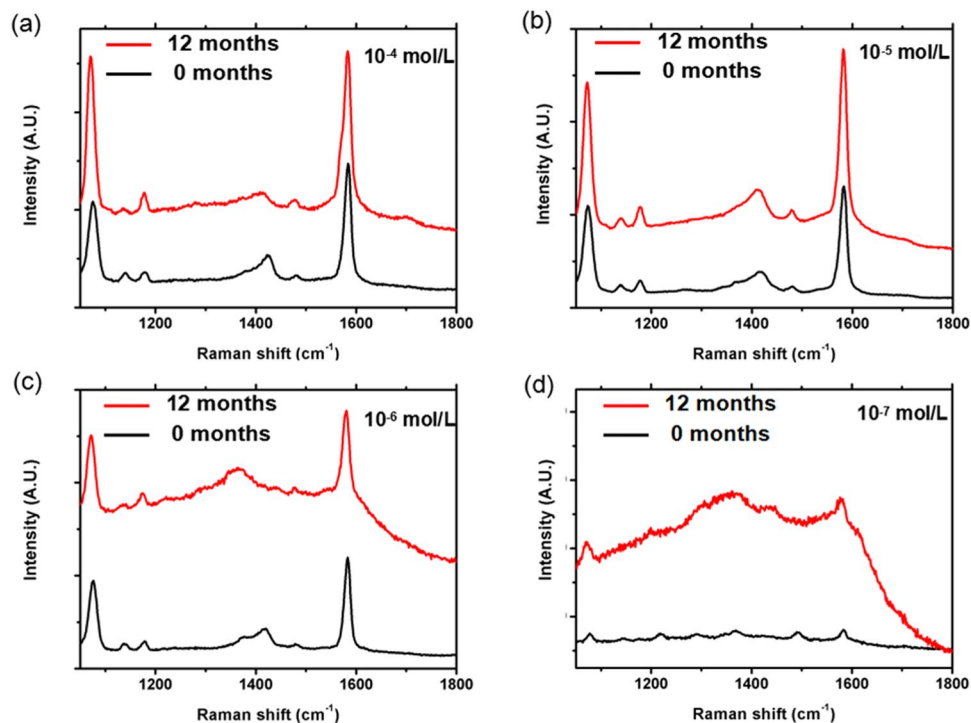 (a)
12 months
0 months
10⁻⁴ mol/L
Intensity (A.U.)
1200 1400 1600 1800
Raman shift (cm⁻¹)
(b)
12 months
0 months
10⁻⁵ mol/L
Intensity (A.U.)
1200 1400 1600 1800
Raman shift (cm⁻¹)
(c)
12 months
0 months
10⁻⁶ mol/L
Intensity (A.U.)
1200 1400 1600 1800
Raman shift (cm⁻¹)
(d)
12 months
0 months
10⁻⁷ mol/L
Intensity (A.U.)
1200 1400 1600 1800
Raman shift (cm⁻¹)